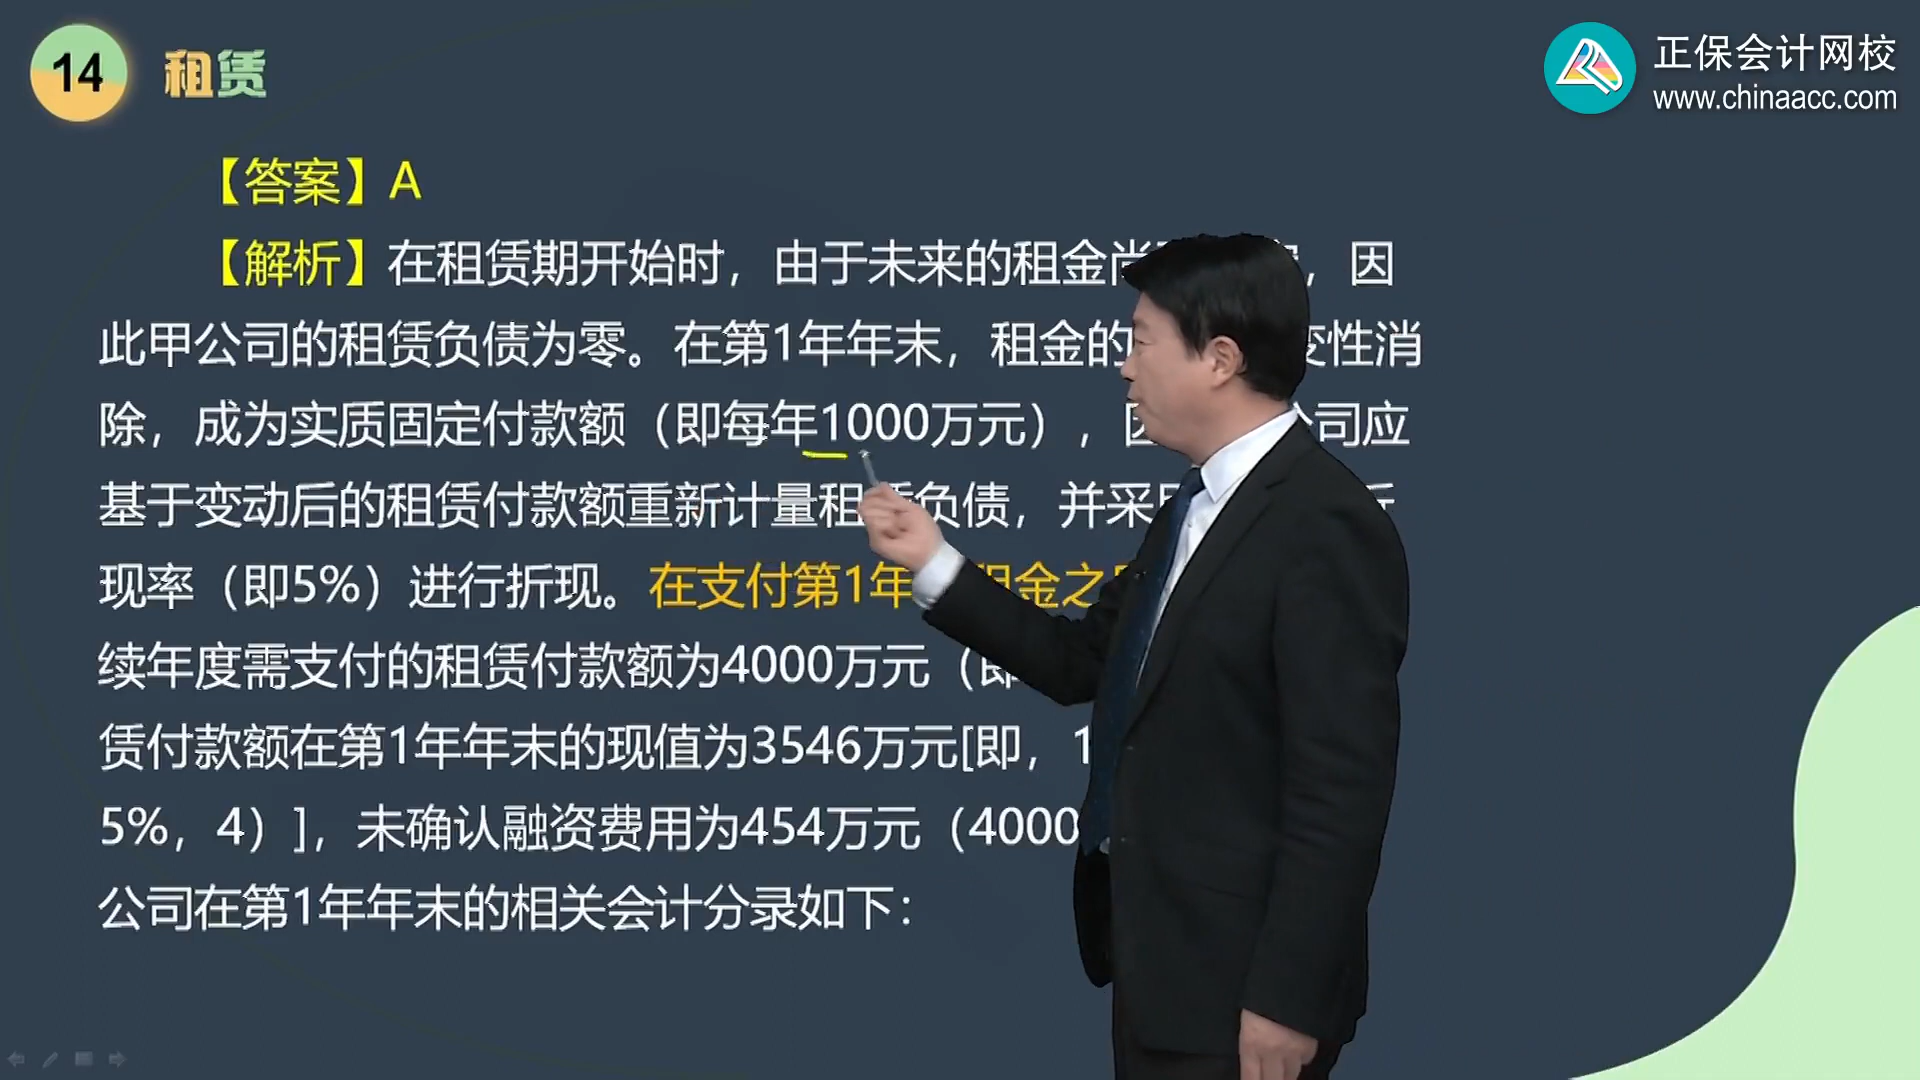 14 租赁
正保会计网校
www.chinaacc.com
【答案】A
【解析】在租赁期开始时，由于未来的租金尚，因
此甲公司的租赁负债为零。在第1年年末，租金的变性消
除，成为实质固定付款额（即每年1000万元），公司应
基于变动后的租赁付款额重新计量租赁负债，并采
现率（即5%）进行折现。在支付第1年租金之
续年度需支付的租赁付款额为4000万元（即
赁付款额在第1年年末的现值为3546万元[即，1
5%，4）]，未确认融资费用为454万元（4000
公司在第1年年末的相关会计分录如下：